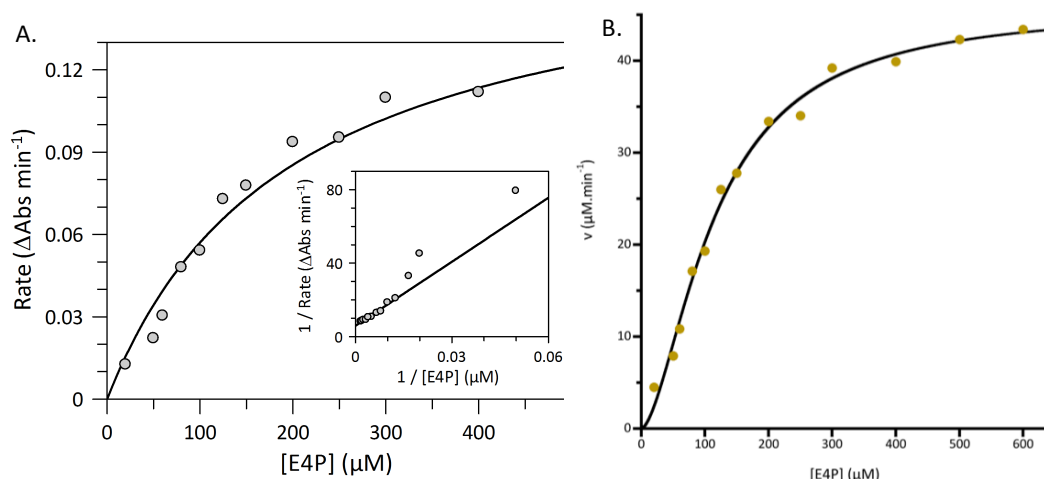 A.
Rate (ΔAbs min⁻¹)
0.12
0.09
0.06
0.03
0
0 100 200 300 400
[E4P] (µM)
1 / Rate (ΔAbs min⁻¹)
80
40
0
0 0.03 0.06
1 / [E4P] (µM)
B.
v (µM.min⁻¹)
40
30
20
10
0
0 100 200 300 400 500 600
[E4P] (µM)